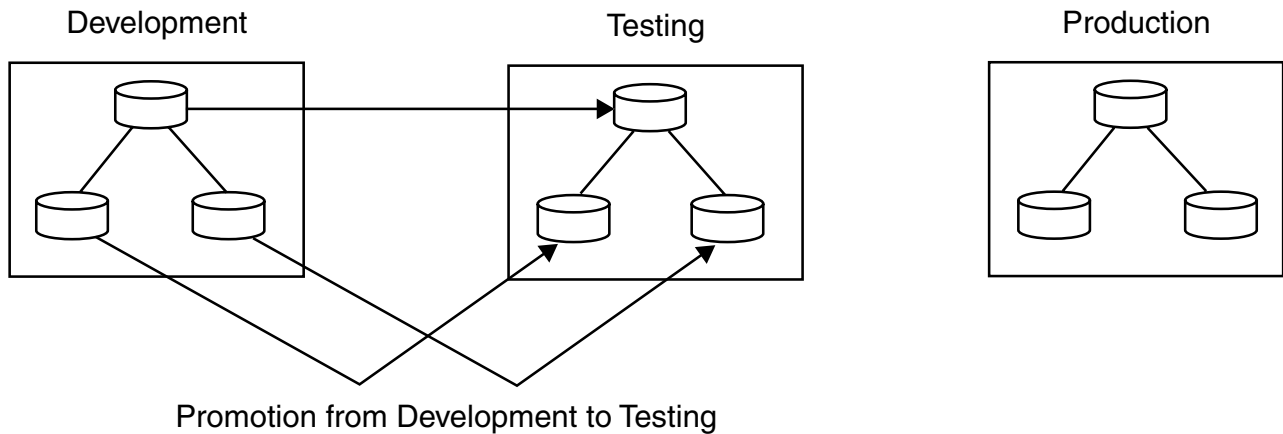 Development
Testing
Production
Promotion from Development to Testing